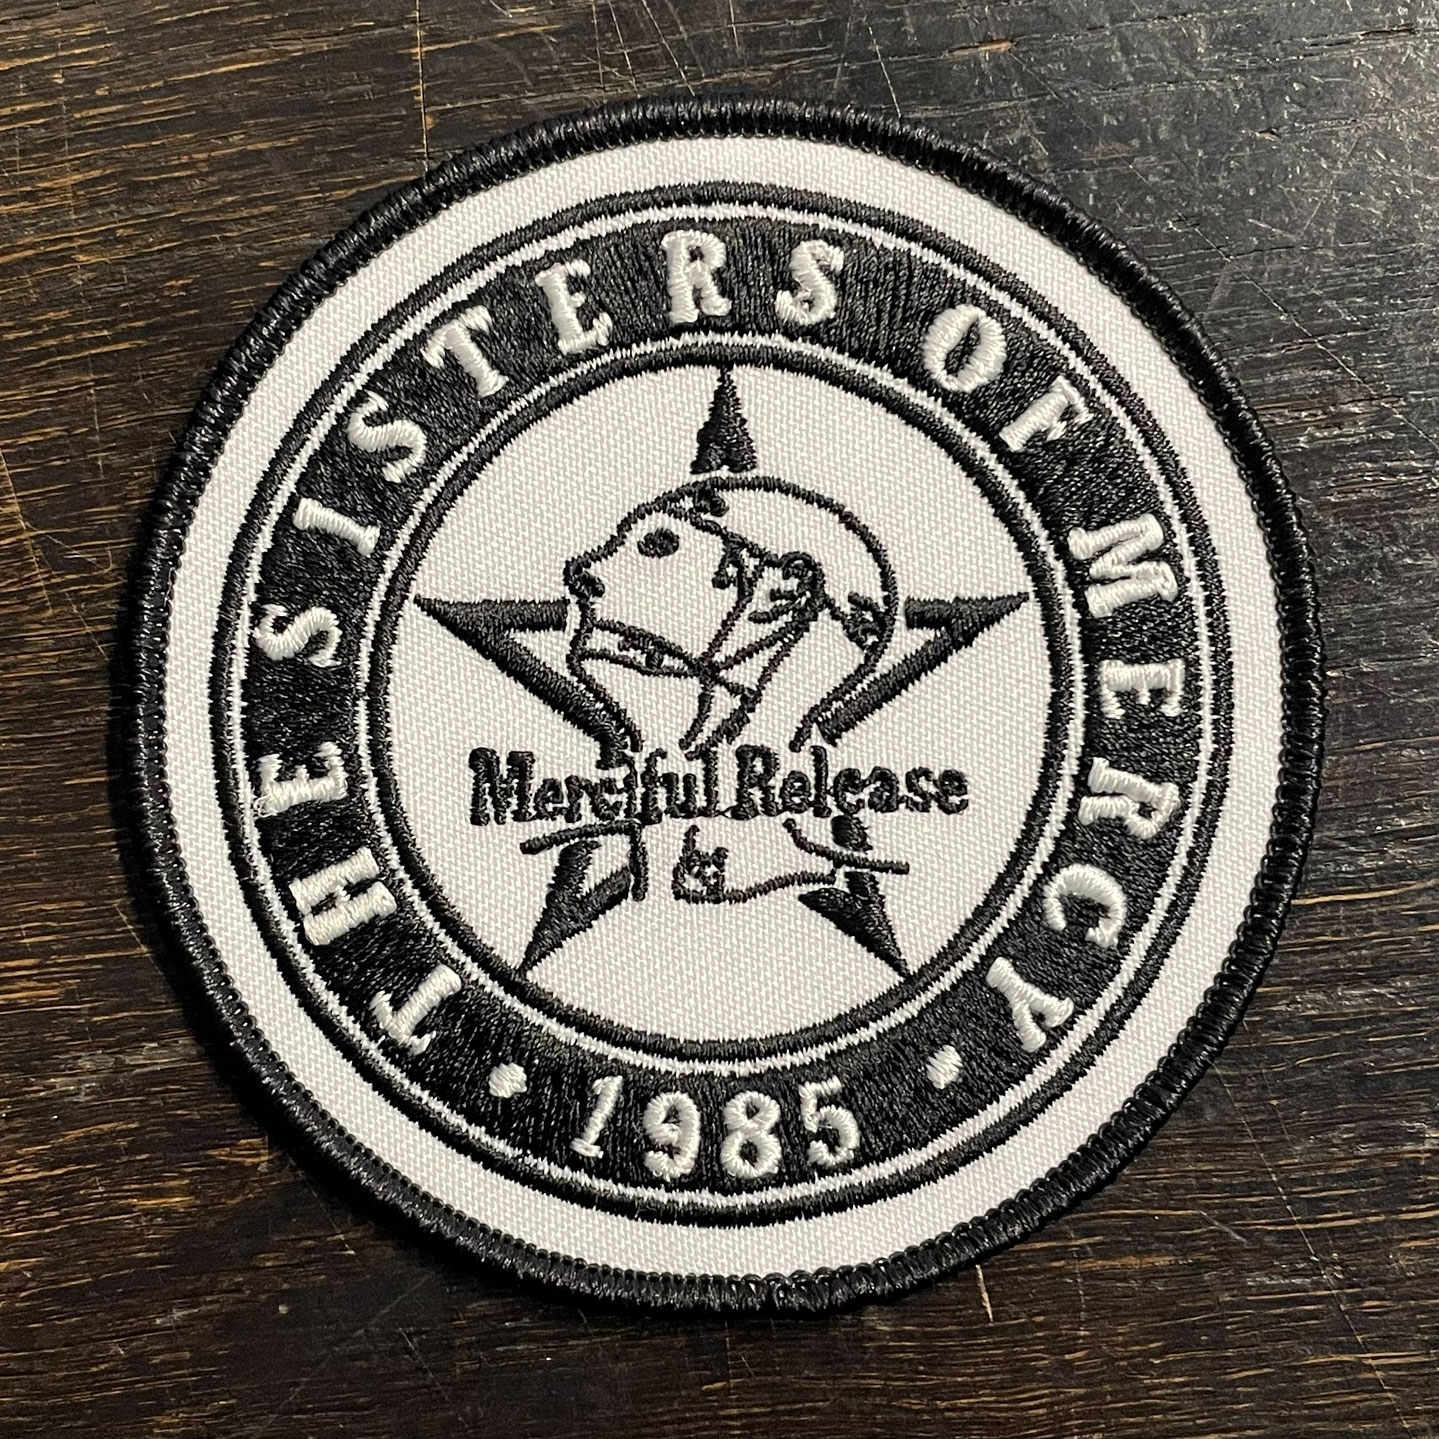 THE SISTERS OF MERCY
Merciful Release
• 1985 •